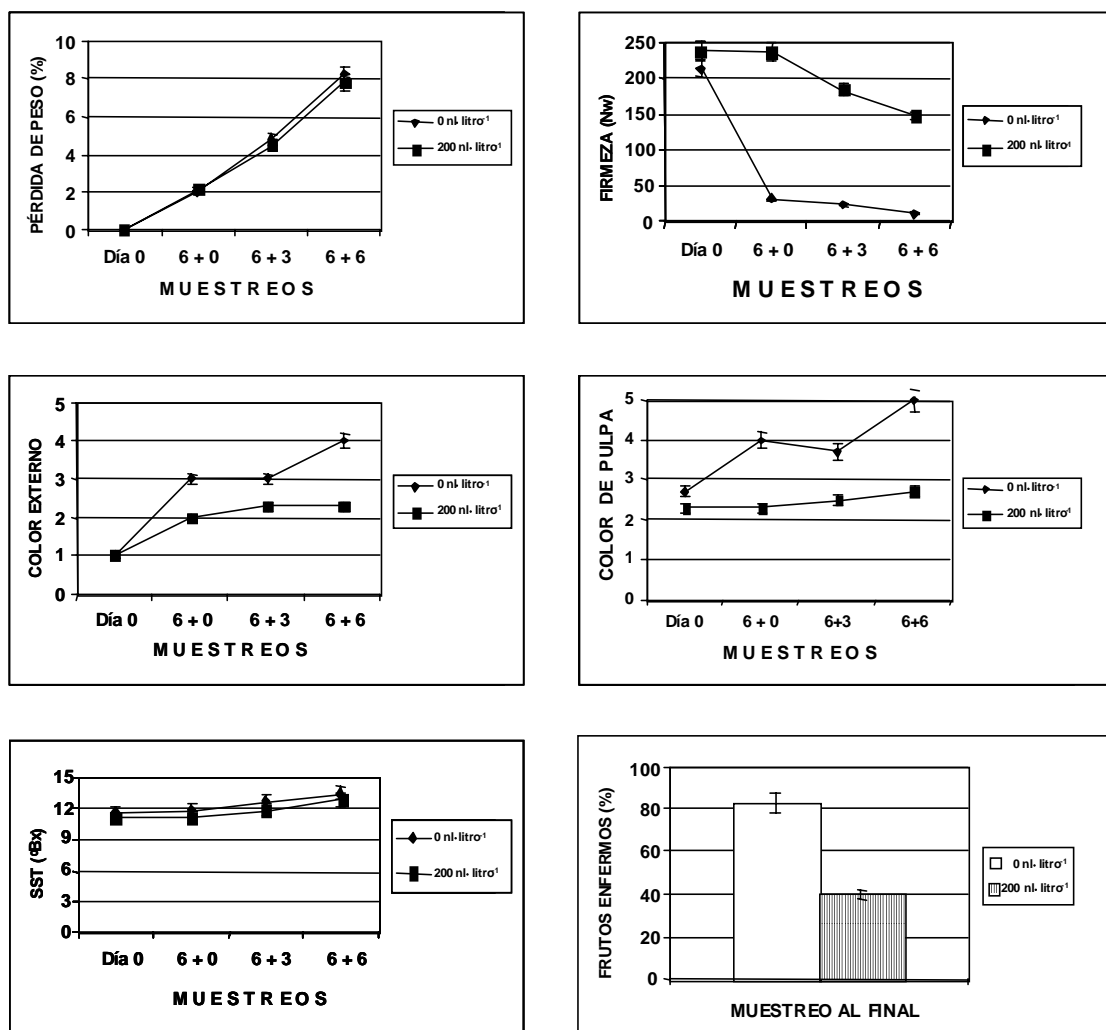 PÉRDIDA DE PESO (%)
10
8
6
4
2
0
Día 0 6 + 0 6 + 3 6 + 6
MUESTREOS
0 nl· litro-1
200 nl· litro-1
FIRMEZA (Nw)
250
200
150
100
50
0
Día 0 6 + 0 6 + 3 6 + 6
MUESTREOS
0 nl· litro-1
200 nl· litro-1
COLOR EXTERNO
5
4
3
2
1
0
Día 0 6 + 0 6 + 3 6 + 6
MUESTREOS
0 nl· litro-1
200 nl· litro-1
COLOR DE PULPA
5
4
3
2
1
0
Día 0 6 + 0 6+3 6+6
MUESTREOS
0 nl· litro-1
200 nl· litro-1
SST (ºBx)
15
12
9
6
3
0
Día 0 6 + 0 6 + 3 6 + 6
MUESTREOS
0 nl· litro-1
200 nl· litro-1
FRUTOS ENFERMOS (%)
100
80
60
40
20
0
MUESTREO AL FINAL
0 nl· litro-1
200 nl· litro-1